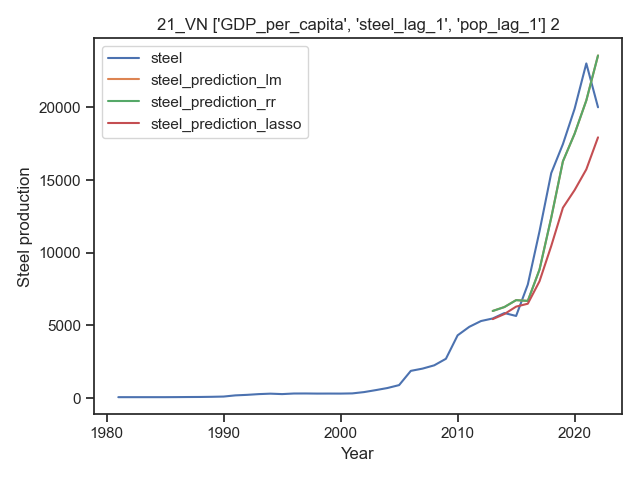 21_VN ['GDP_per_capita', 'steel_lag_1', 'pop_lag_1'] 2
steel
steel_prediction_lm
steel_prediction_rr
steel_prediction_lasso
Steel production
20000
15000
10000
5000
0
1980
1990
2000
2010
2020
Year